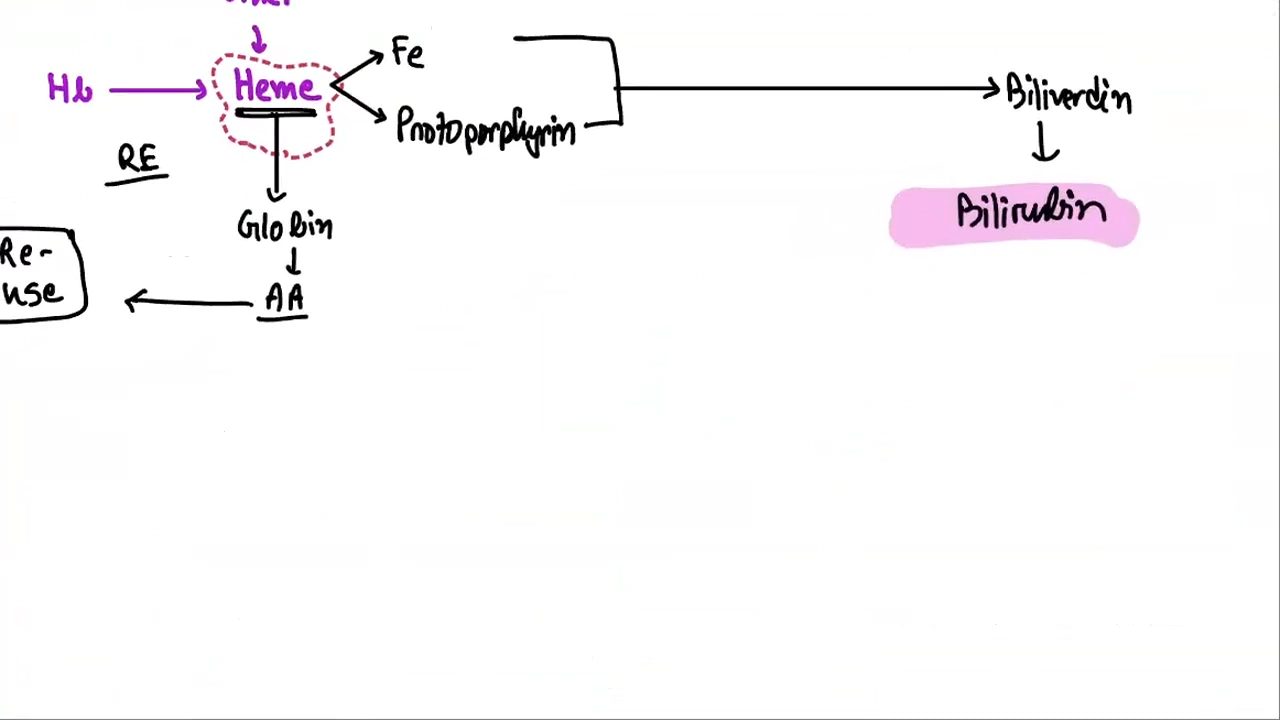 Fe
Hb
Heme
Biliverdin
Protoporphyrin
RE
Bilirubin
Globin
Re-
use
AA